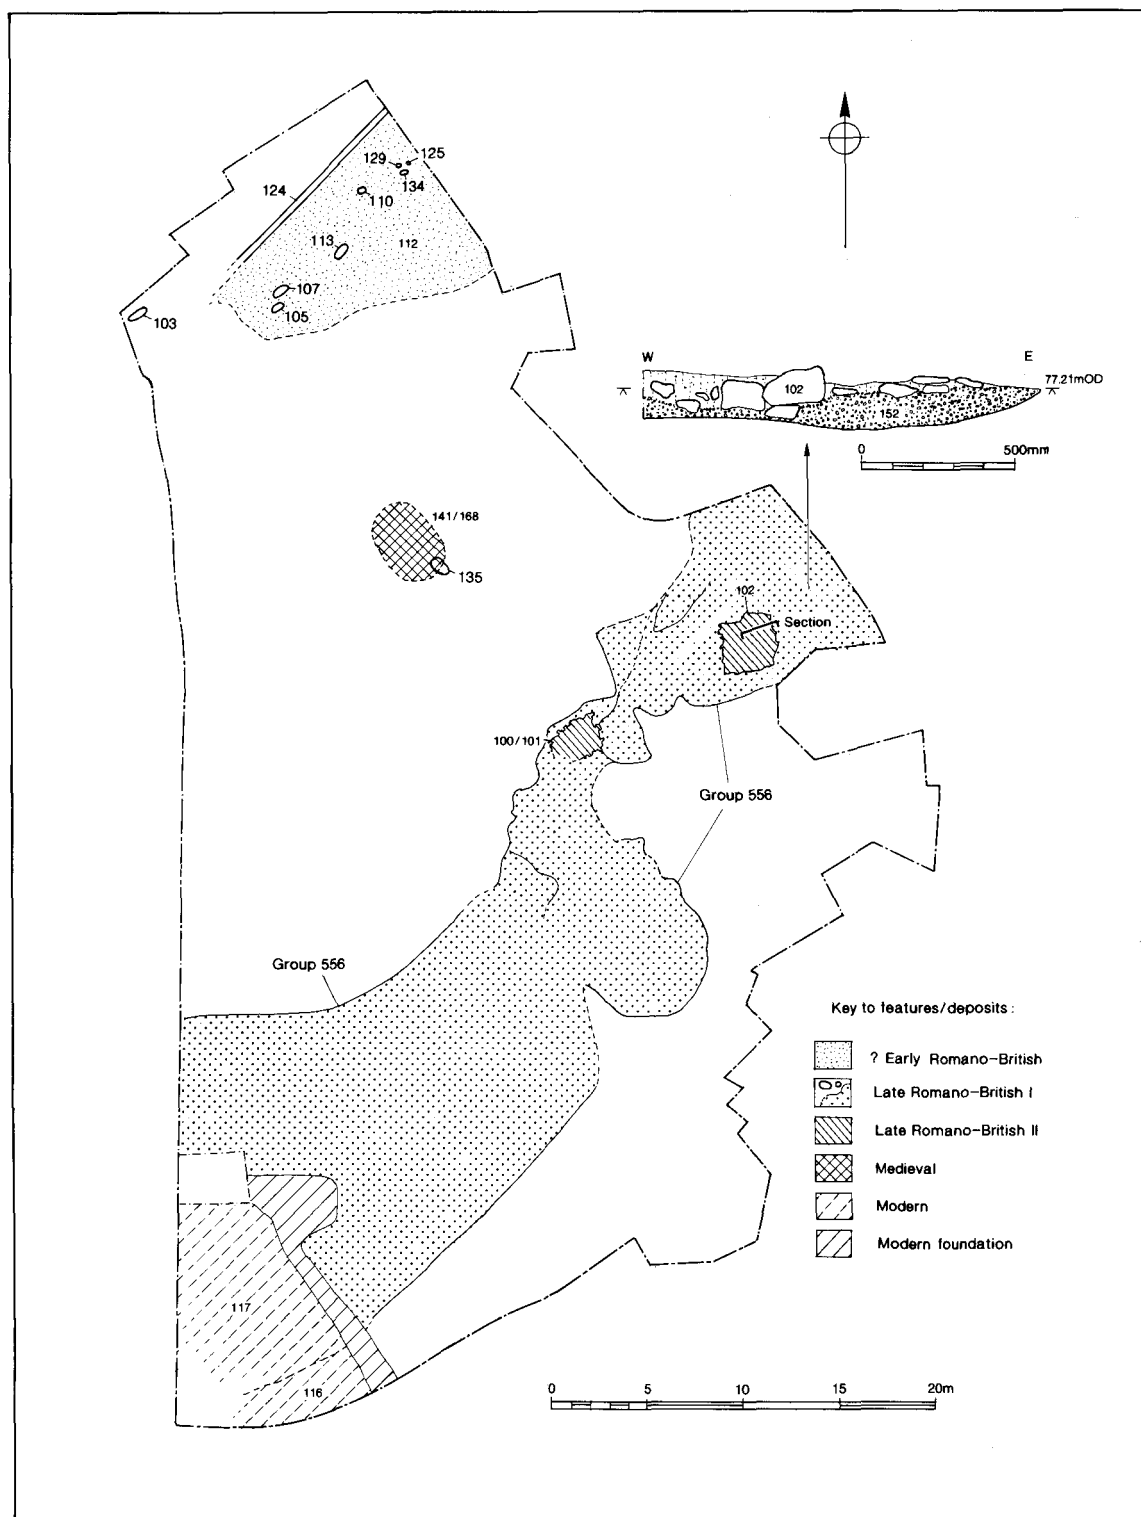 129
125
124
134
110
113
112
107
103
105
W
E
77.21mOD
102
152
0
500mm
141/168
135
102
Section
100/101
Group 556
Group 556
Key to features/deposits :
? Early Romano-British
Late Romano-British I
Late Romano-British II
Medieval
Modern
Modern foundation
117
116
0
5
10
15
20m